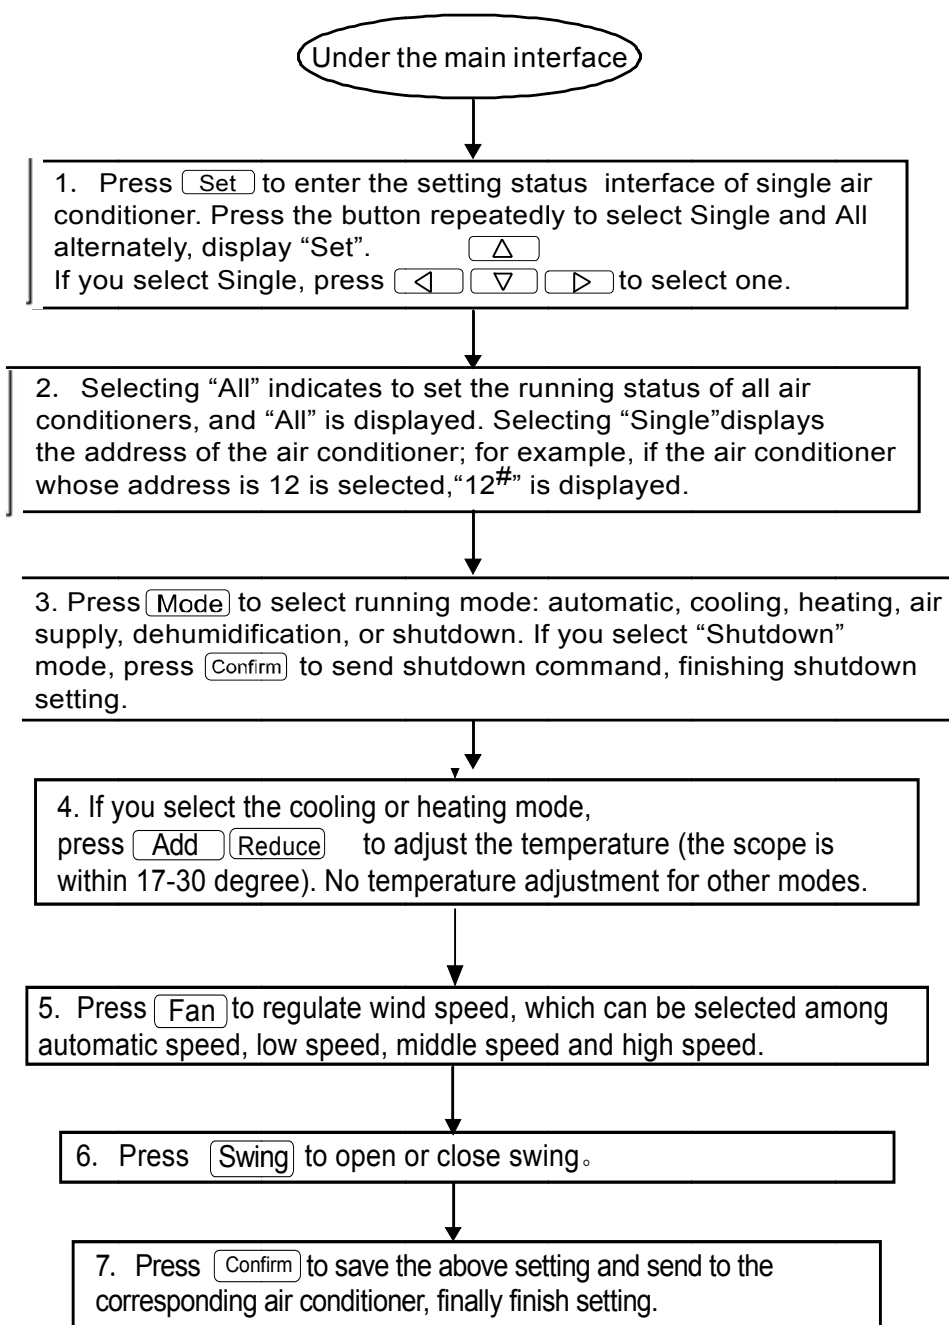 Under the main interface
1. Press Set to enter the setting status interface of single air
conditioner. Press the button repeatedly to select Single and All
alternately, display “Set”. △
If you select Single, press ◁ ▽ ▷ to select one.
2. Selecting “All” indicates to set the running status of all air
conditioners, and “All” is displayed. Selecting “Single”displays
the address of the air conditioner; for example, if the air conditioner
whose address is 12 is selected,“12#” is displayed.
3. Press Mode to select running mode: automatic, cooling, heating, air
supply, dehumidification, or shutdown. If you select “Shutdown”
mode, press Confirm to send shutdown command, finishing shutdown
setting.
4. If you select the cooling or heating mode,
press Add Reduce to adjust the temperature (the scope is
within 17-30 degree). No temperature adjustment for other modes.
5. Press Fan to regulate wind speed, which can be selected among
automatic speed, low speed, middle speed and high speed.
6. Press Swing to open or close swing。
7. Press Confirm to save the above setting and send to the
corresponding air conditioner, finally finish setting.